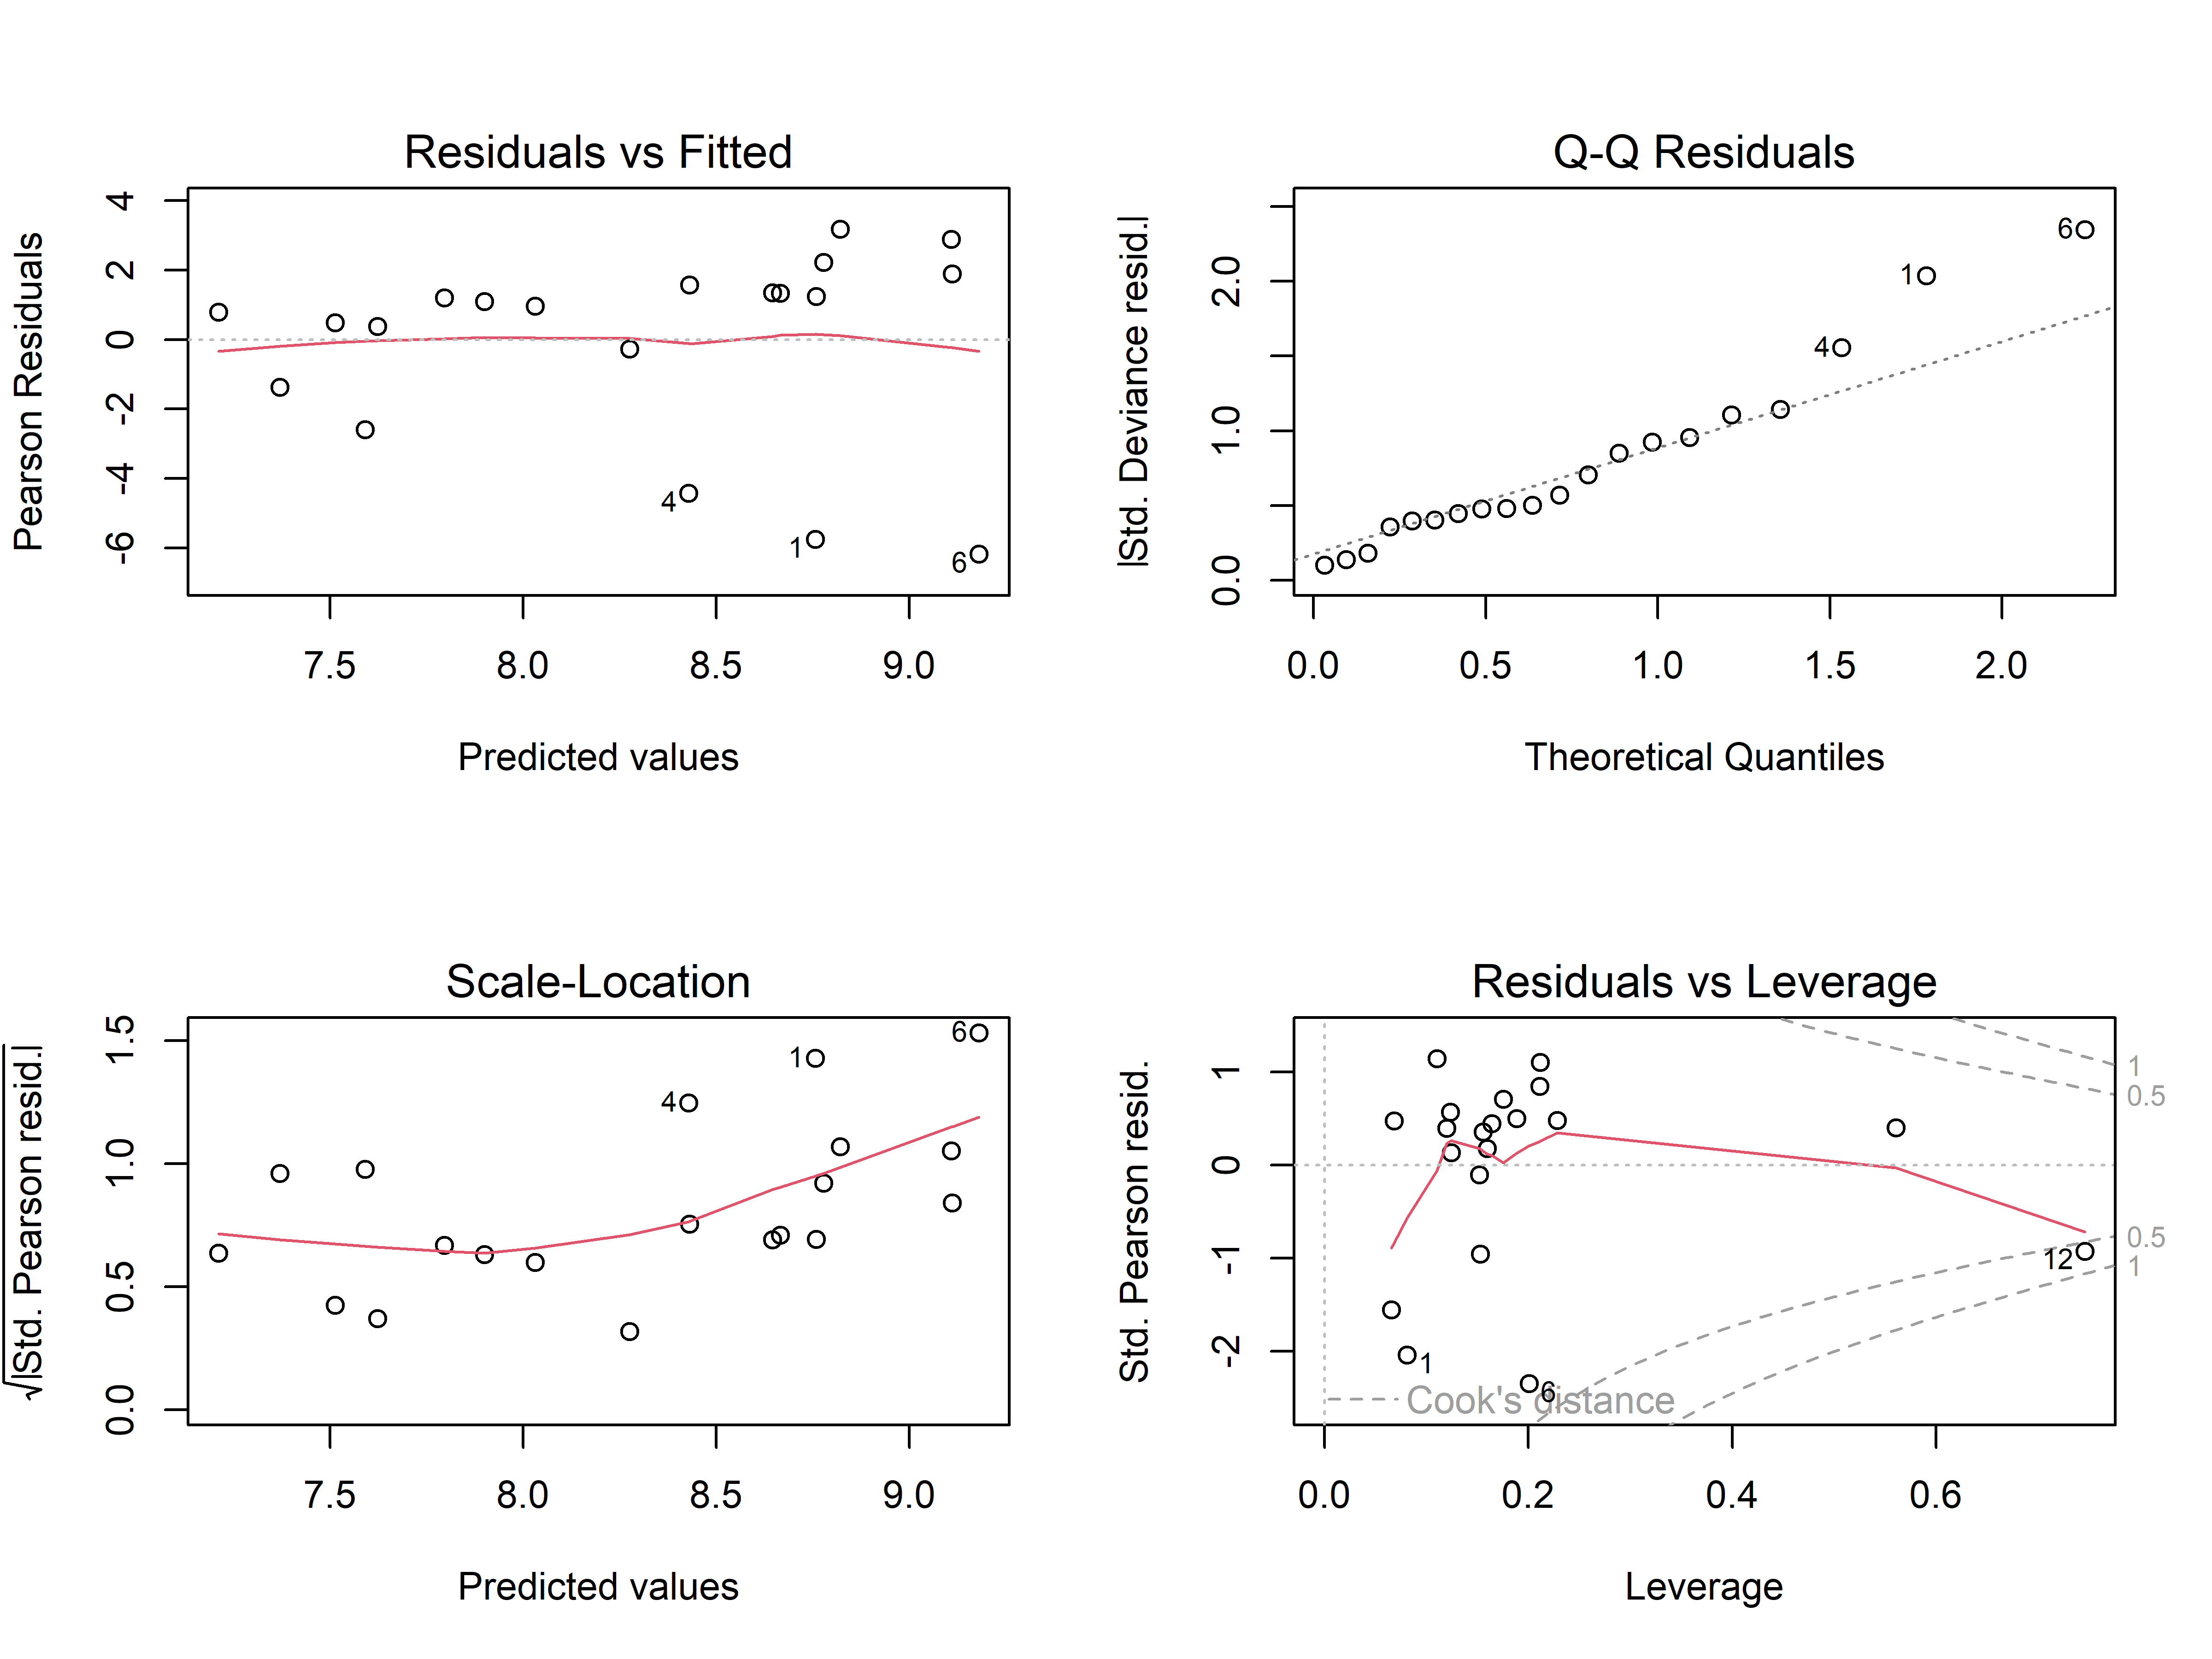 Residuals vs Fitted
Pearson Residuals
4
2
0
-2
-4
-6
4
1
6
7.5 8.0 8.5 9.0
Predicted values
Q-Q Residuals
|Std. Deviance resid.|
2.0
1.0
0.0
6
1
4
0.0 0.5 1.0 1.5 2.0
Theoretical Quantiles
Scale-Location
√|Std. Pearson resid.|
1.5
1.0
0.5
0.0
6
1
4
7.5 8.0 8.5 9.0
Predicted values
Residuals vs Leverage
Std. Pearson resid.
1
0
-1
-2
1
0.5
0.5
1
12
1
6
Cook's distance
0.0 0.2 0.4 0.6
Leverage